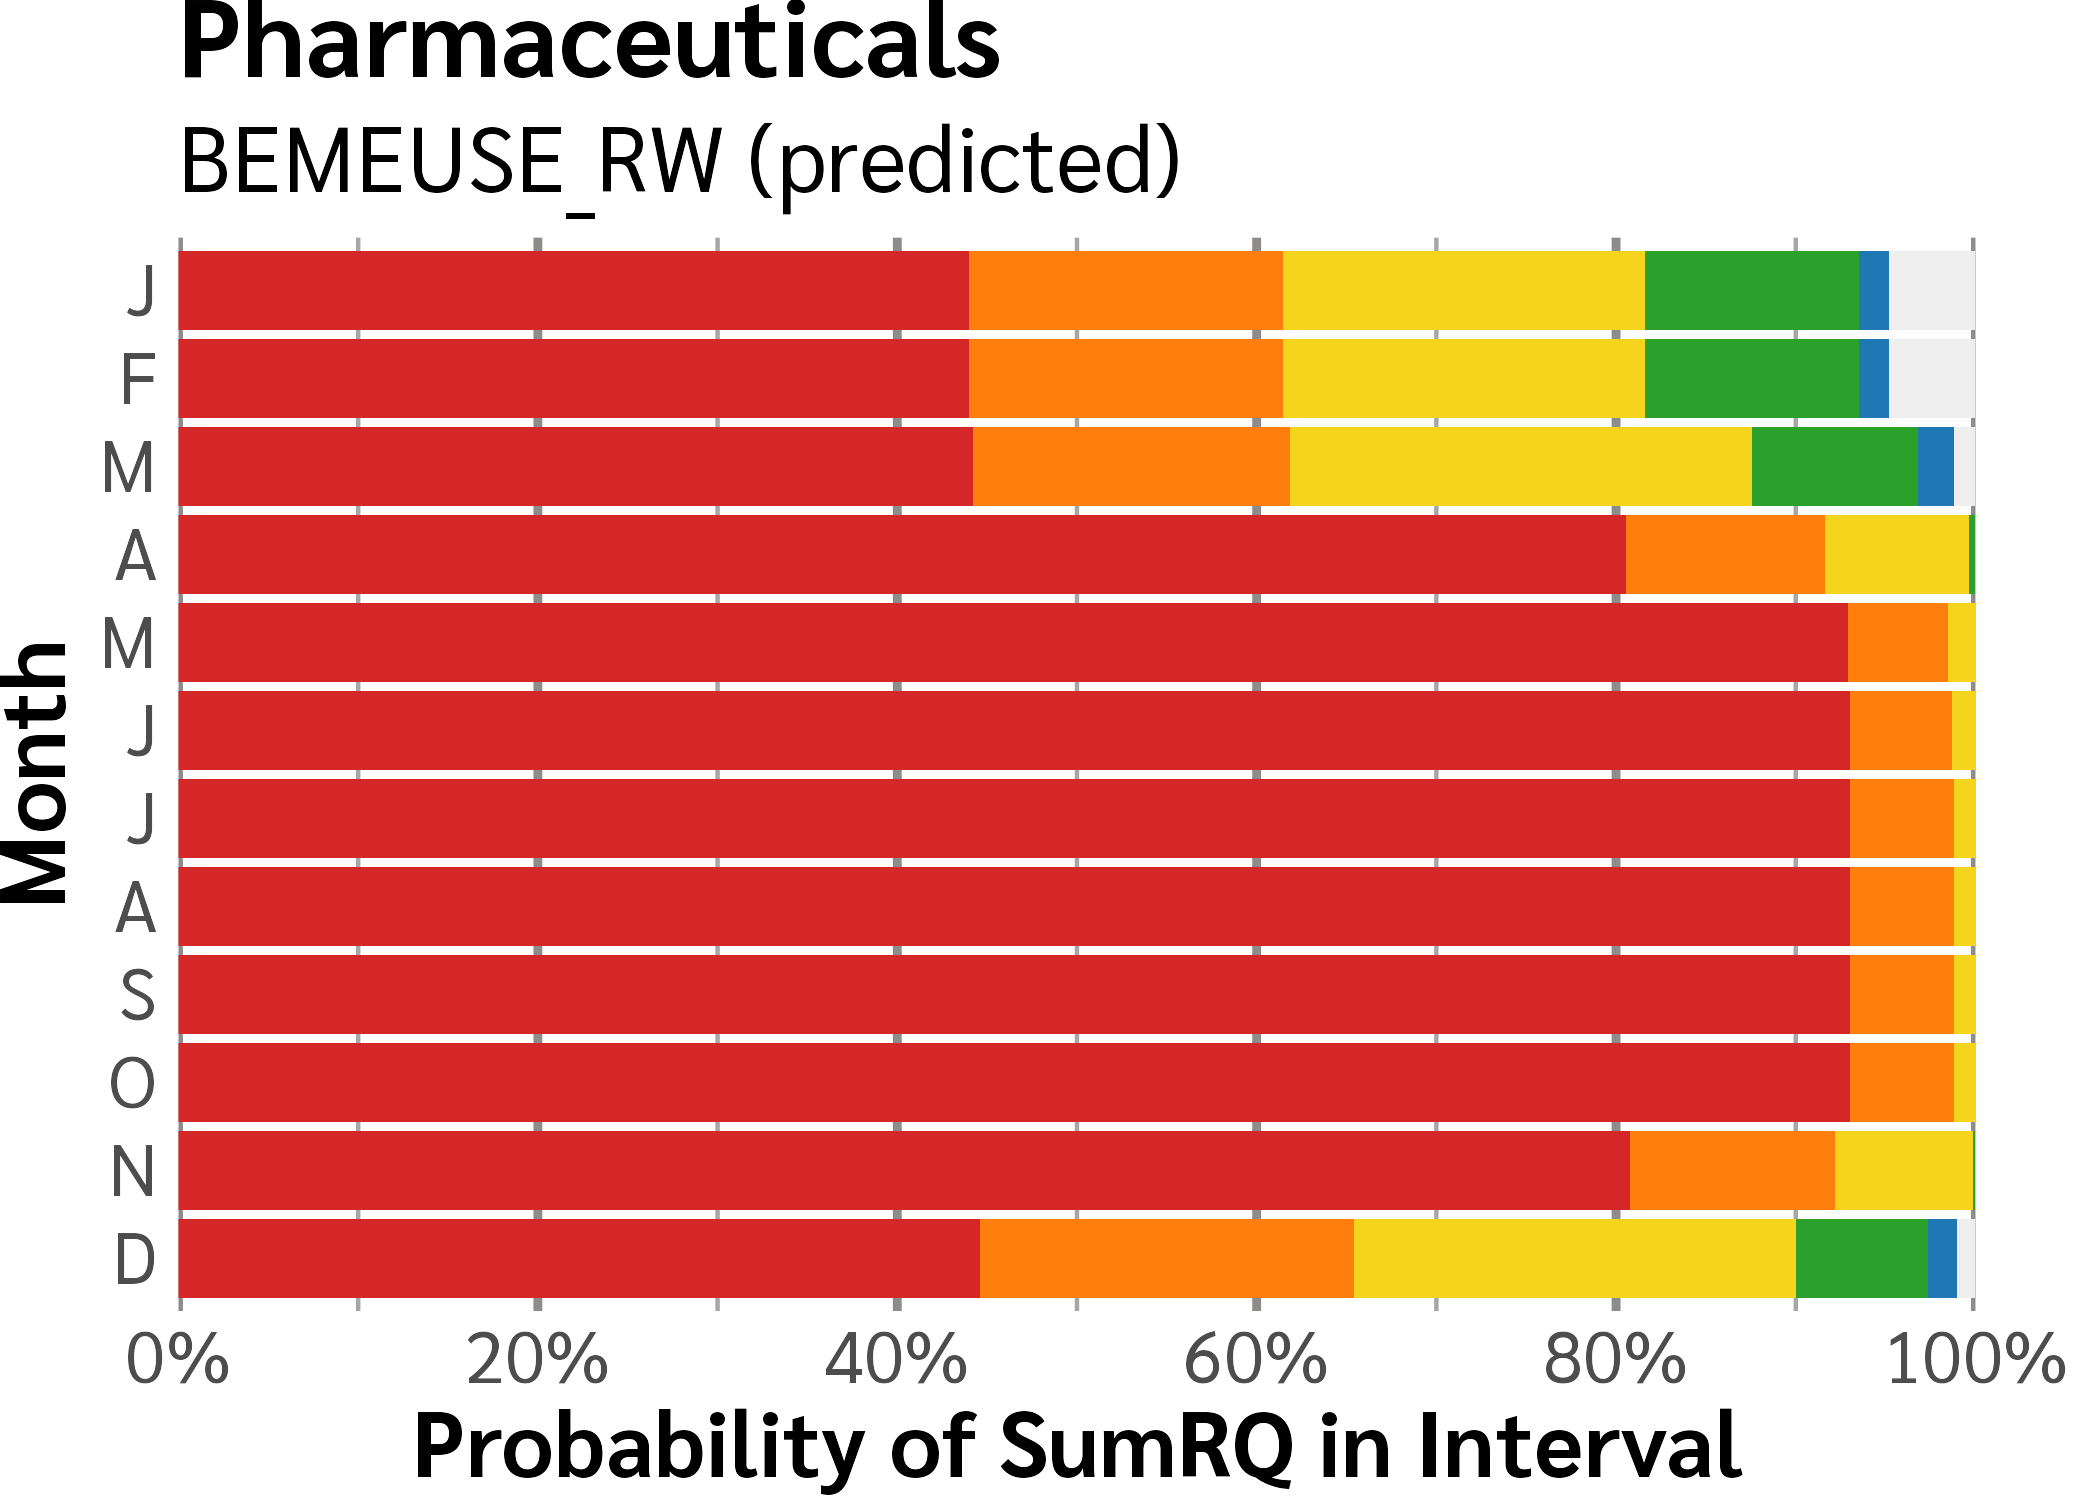 Pharmaceuticals
BEMEUSE_RW (predicted)
J
F
M
A
M
J
J
A
S
O
N
D
Month
0% 20% 40% 60% 80% 100%
Probability of SumRQ in Interval